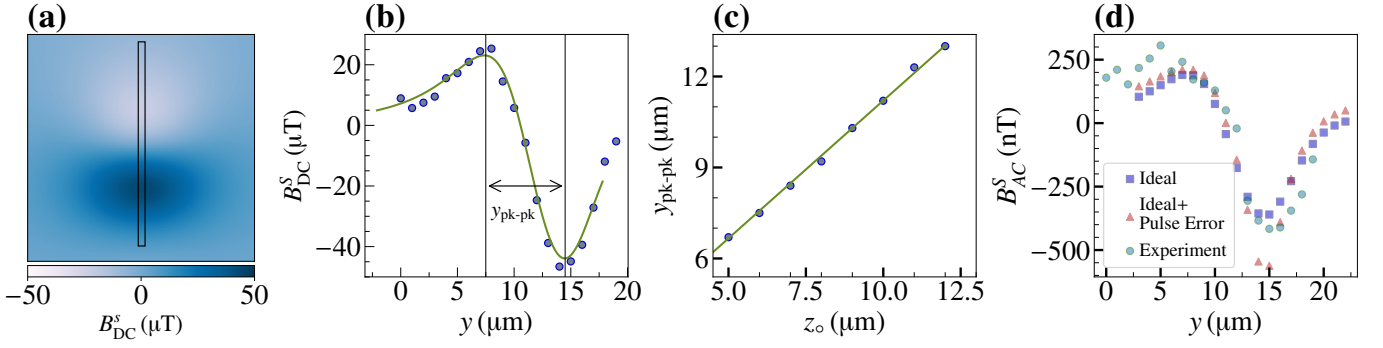 (a)
−50
0
50
B^s_DC (μT)
(b)
B^s_DC (μT)
20
0
−20
−40
y_pk-pk
0
5
10
15
20
y (μm)
(c)
y_pk-pk (μm)
12
9
6
5.0
7.5
10.0
12.5
z_∘ (μm)
(d)
B^s_AC (nT)
250
0
−250
−500
Ideal
Ideal+
Pulse Error
Experiment
0
10
20
y (μm)